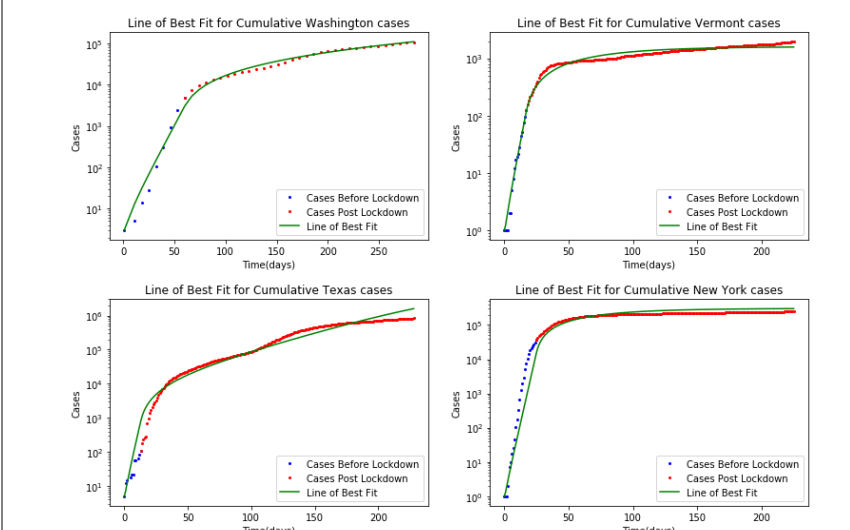 Line of Best Fit for Cumulative Washington cases
10^5
10^4
10^3
10^2
10^1
Cases
Cases Before Lockdown
Cases Post Lockdown
Line of Best Fit
0 50 100 150 200 250
Time(days)
Line of Best Fit for Cumulative Vermont cases
10^3
10^2
10^1
10^0
Cases
Cases Before Lockdown
Cases Post Lockdown
Line of Best Fit
0 50 100 150 200
Time(days)
Line of Best Fit for Cumulative Texas cases
10^6
10^5
10^4
10^3
10^2
10^1
Cases
Cases Before Lockdown
Cases Post Lockdown
Line of Best Fit
0 50 100 150 200
Time(days)
Line of Best Fit for Cumulative New York cases
10^5
10^4
10^3
10^2
10^1
10^0
Cases
Cases Before Lockdown
Cases Post Lockdown
Line of Best Fit
0 50 100 150 200
Time(days)